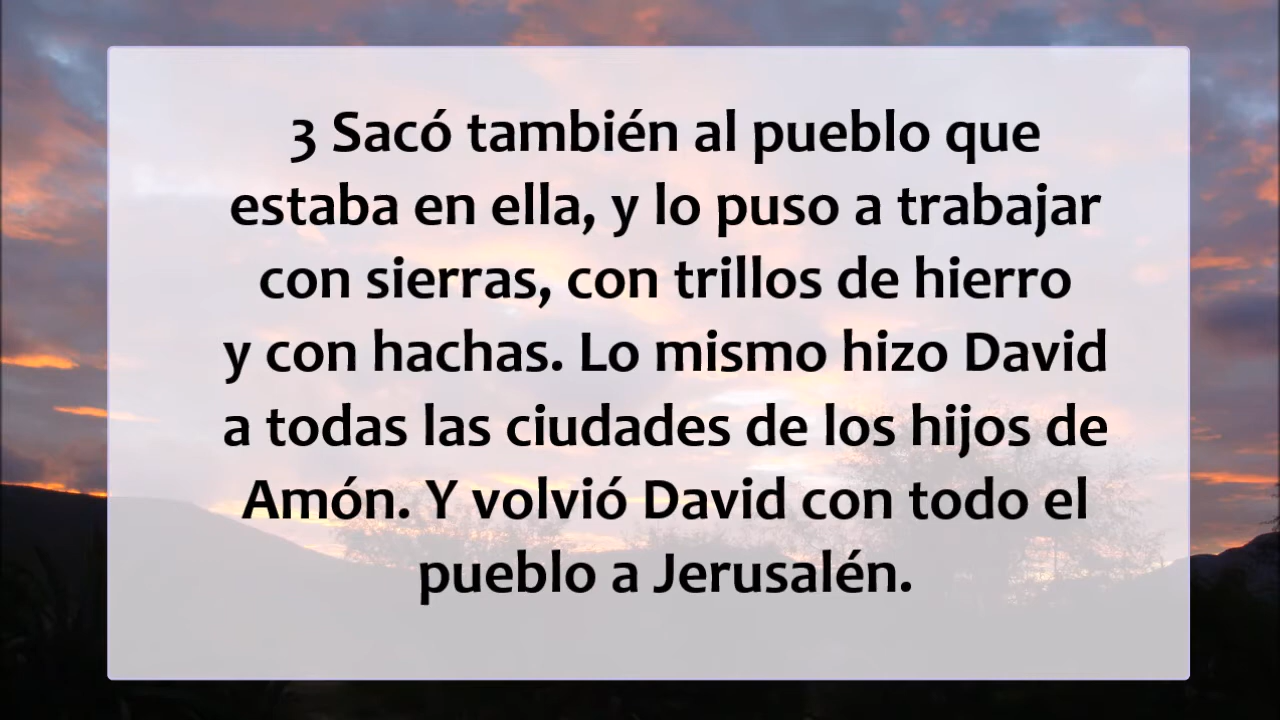 3 Sacó también al pueblo que
estaba en ella, y lo puso a trabajar
con sierras, con trillos de hierro
y con hachas. Lo mismo hizo David
a todas las ciudades de los hijos de
Amón. Y volvió David con todo el
pueblo a Jerusalén.